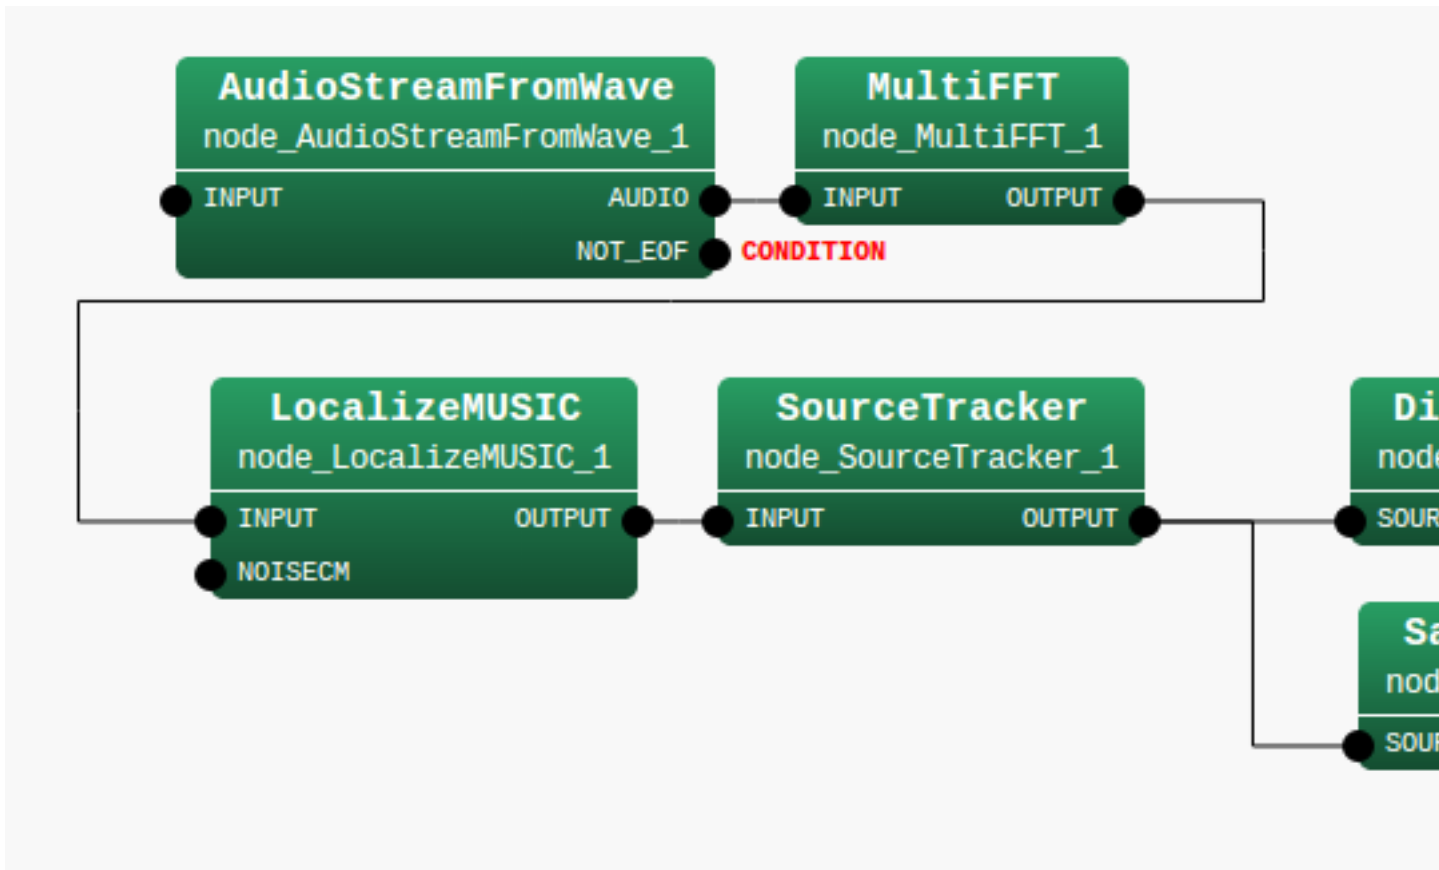 AudioStreamFromWave
node_AudioStreamFromWave_1
INPUT AUDIO
NOT_EOF CONDITION
MultiFFT
node_MultiFFT_1
INPUT OUTPUT
LocalizeMUSIC
node_LocalizeMUSIC_1
INPUT OUTPUT
NOISECM
SourceTracker
node_SourceTracker_1
INPUT OUTPUT